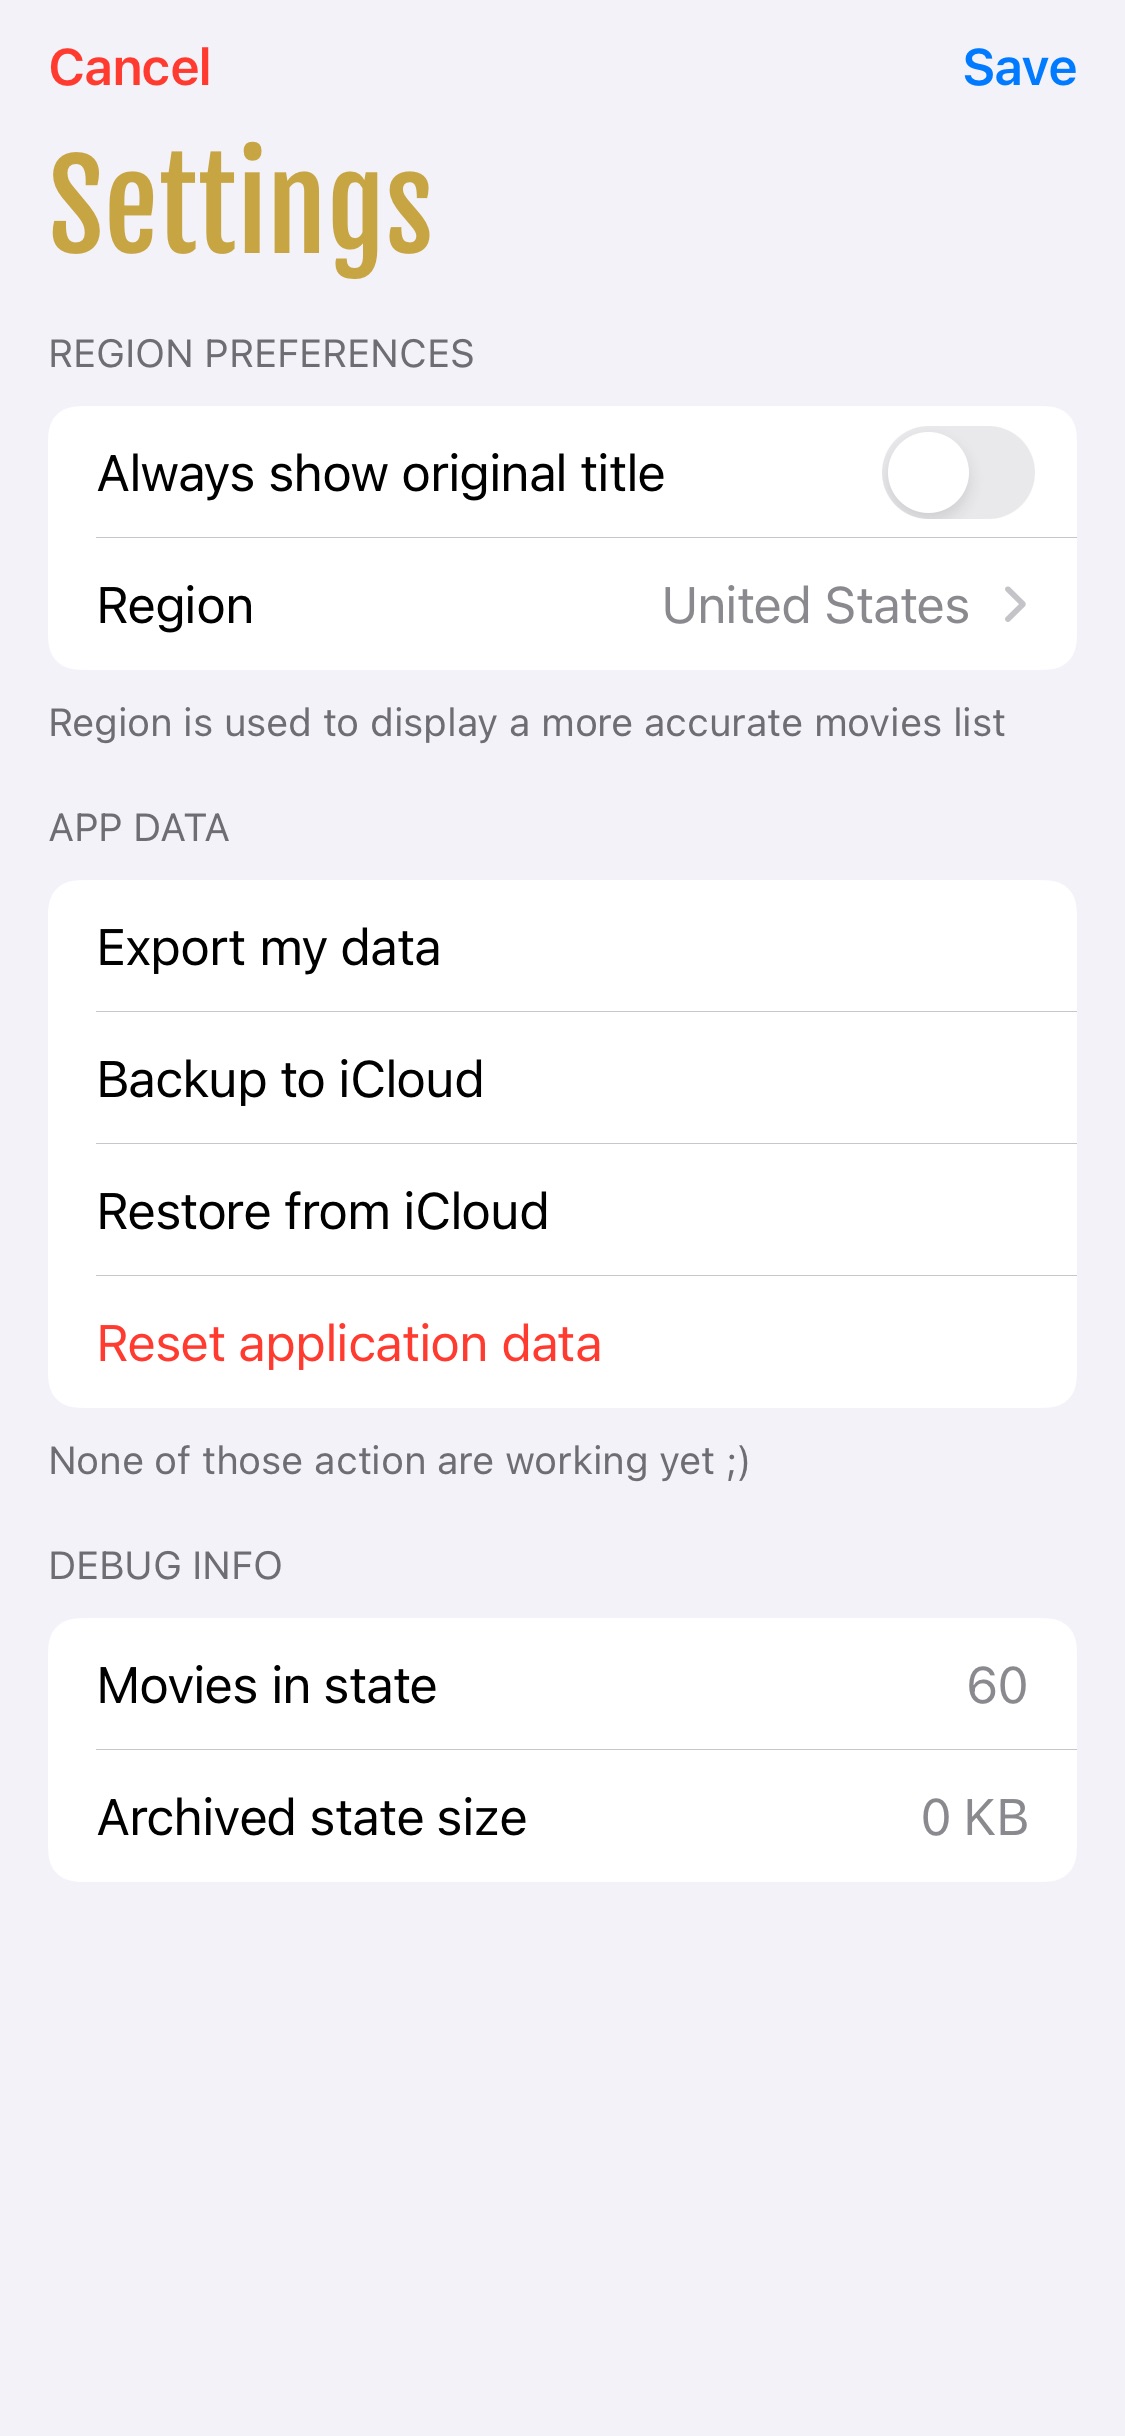 Cancel
Save
Settings
REGION PREFERENCES
Always show original title
Region
United States
Region is used to display a more accurate movies list
APP DATA
Export my data
Backup to iCloud
Restore from iCloud
Reset application data
None of those action are working yet ;)
DEBUG INFO
Movies in state
60
Archived state size
0 KB